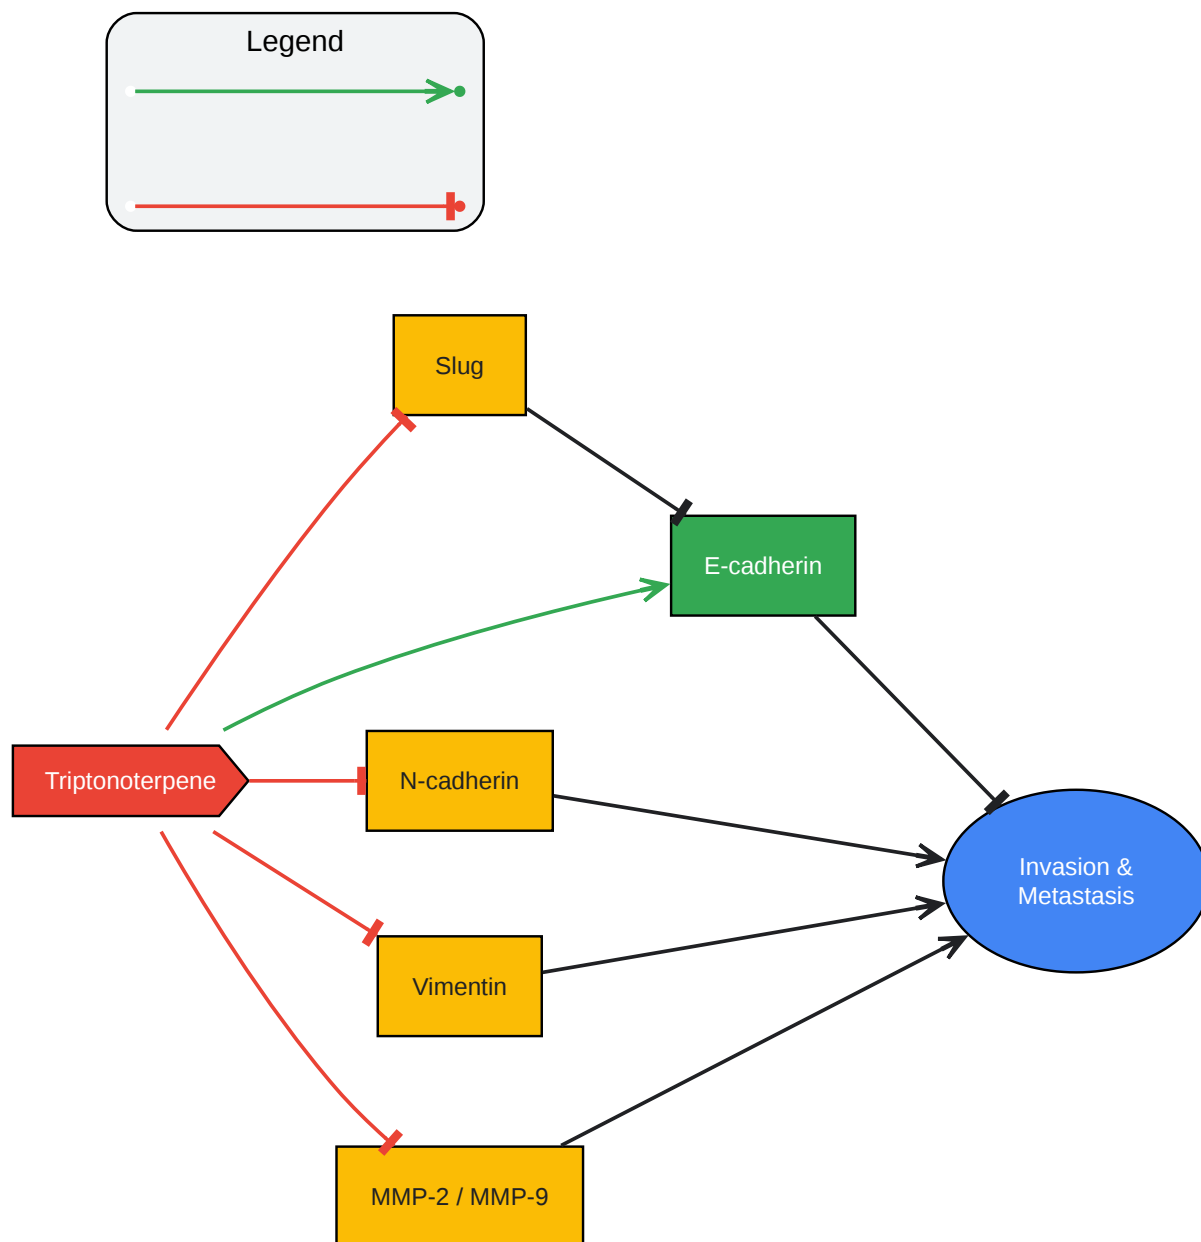 Legend
Slug
E-cadherin
Triptonoterpene
N-cadherin
Invasion &
Metastasis
Vimentin
MMP-2 / MMP-9